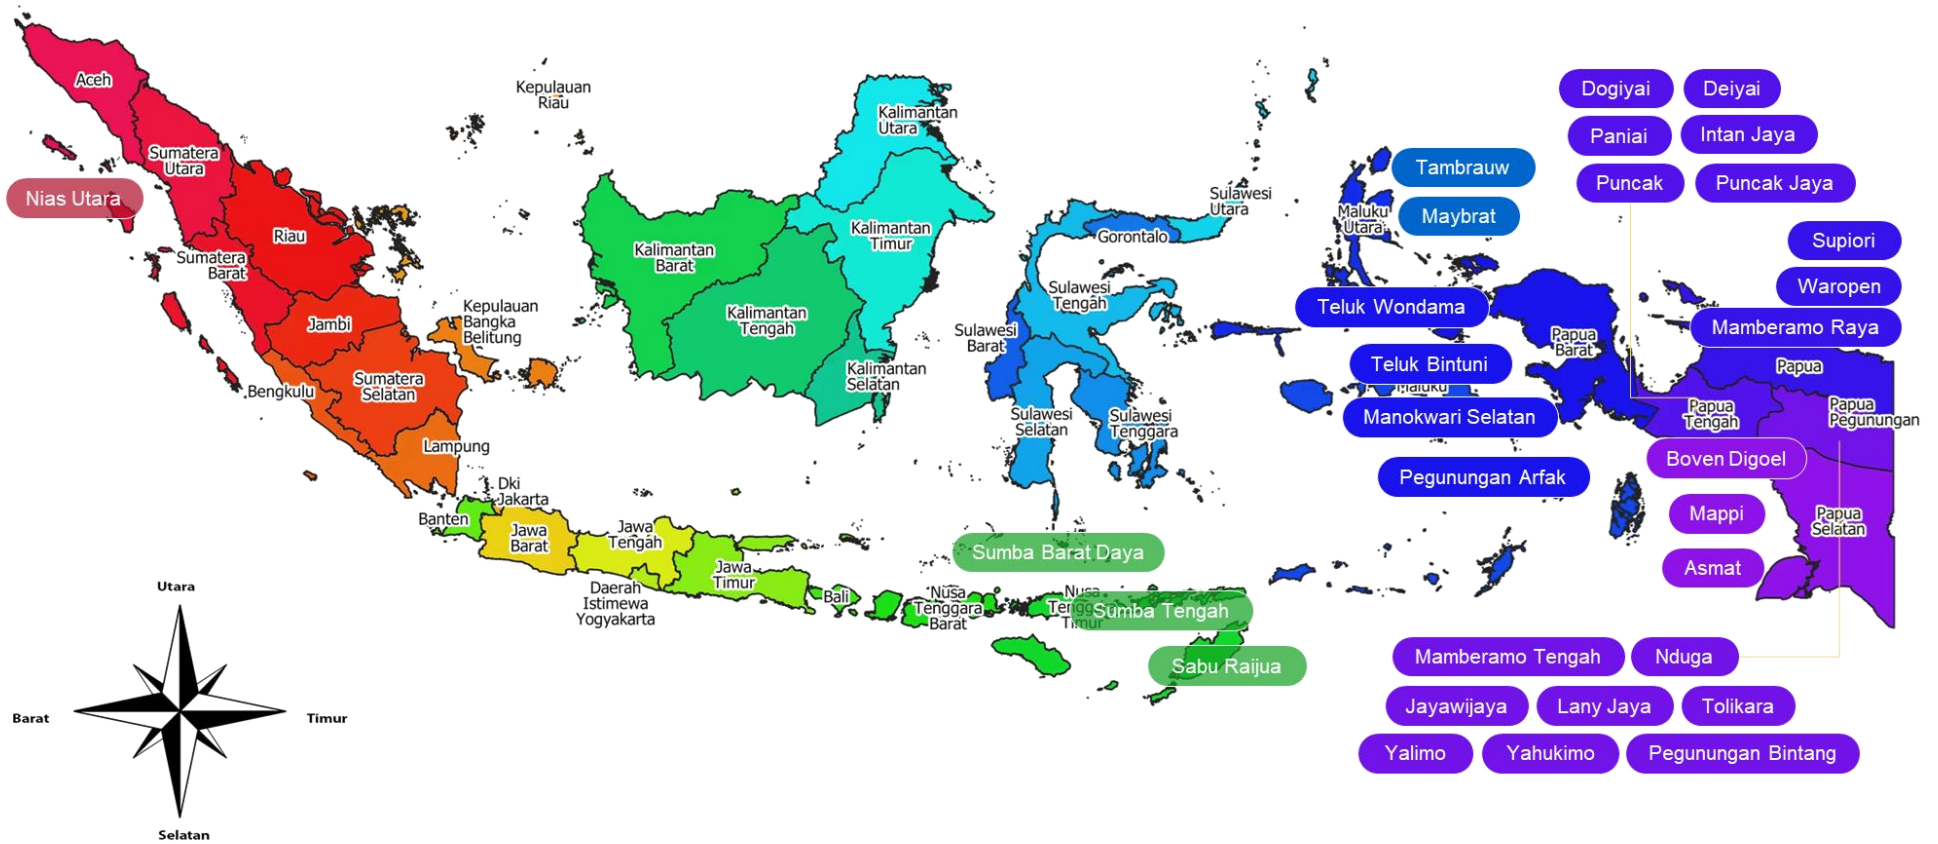 Aceh
Sumatera
Utara
Nias Utara
Riau
Sumatera
Barat
Jambi
Bengkulu
Sumatera
Selatan
Lampung
Kepulauan
Riau
Kepulauan
Bangka
Belitung
Dki
Jakarta
Banten
Jawa
Barat
Jawa
Tengah
Daerah
Istimewa
Yogyakarta
Jawa
Timur
Bali
Nusa
Tenggara
Barat
Nusa
Tengg
Timur
Sumba Barat Daya
Sumba Tengah
Sabu Raijua
Kalimantan
Barat
Kalimantan
Tengah
Kalimantan
Selatan
Kalimantan
Timur
Kalimantan
Utara
Sulawesi
Utara
Gorontalo
Sulawesi
Tengah
Sulawesi
Barat
Sulawesi
Selatan
Sulawesi
Tenggara
Maluku
Utara
Maluku
Tambrauw
Maybrat
Teluk Wondama
Teluk Bintuni
Manokwari Selatan
Pegunungan Arfak
Papua
Barat
Dogiyai
Deiyai
Paniai
Intan Jaya
Puncak
Puncak Jaya
Supiori
Waropen
Mamberamo Raya
Papua
Papua
Tengah
Papua
Pegunungan
Boven Digoel
Mappi
Asmat
Papua
Selatan
Mamberamo Tengah
Nduga
Jayawijaya
Lany Jaya
Tolikara
Yalimo
Yahukimo
Pegunungan Bintang
Utara
Barat
Timur
Selatan